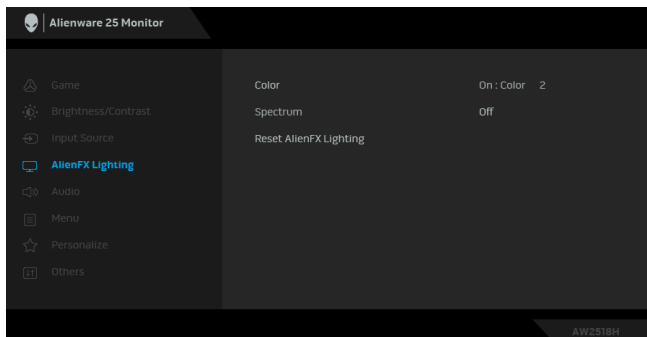 Alienware 25 Monitor
Game
Color On : Color 2
Brightness/Contrast
Spectrum Off
Input Source
Reset AlienFX Lighting
AlienFX Lighting
Audio
Menu
Personalize
Others
AW2518H